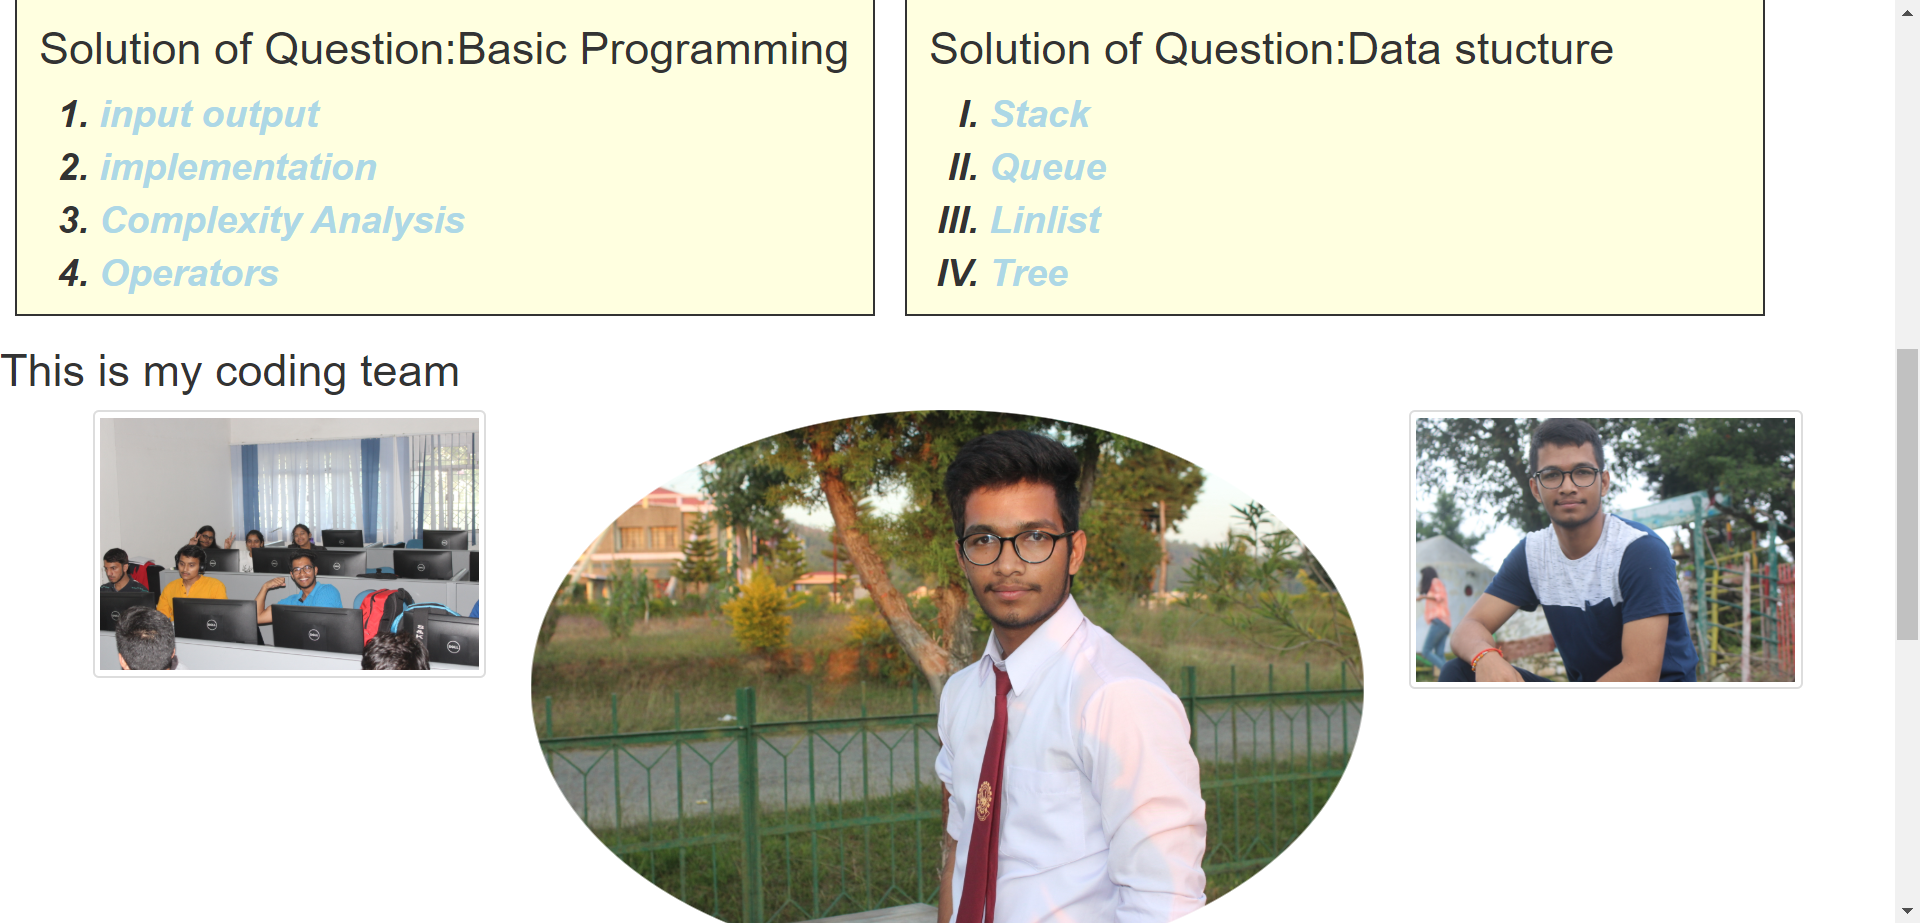 Solution of Question:Basic Programming
1. input output
2. implementation
3. Complexity Analysis
4. Operators
Solution of Question:Data stucture
I. Stack
II. Queue
III. Linlist
IV. Tree
This is my coding team